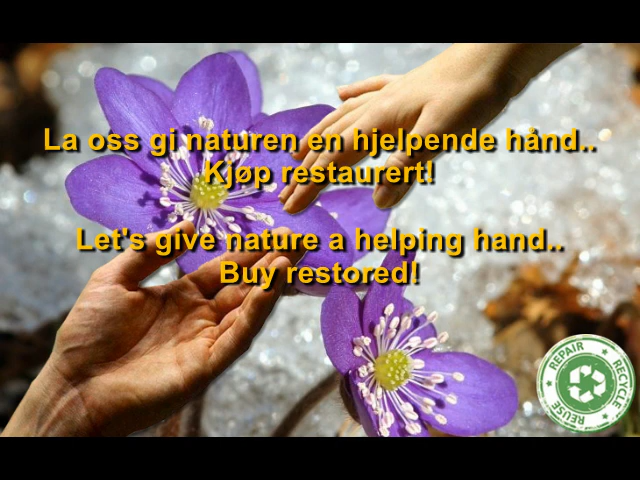 La oss gi naturen en hjelpende hånd..
Kjøp restaurert!
Let's give nature a helping hand..
Buy restored!
REPAIR
RECYCLE
REUSE